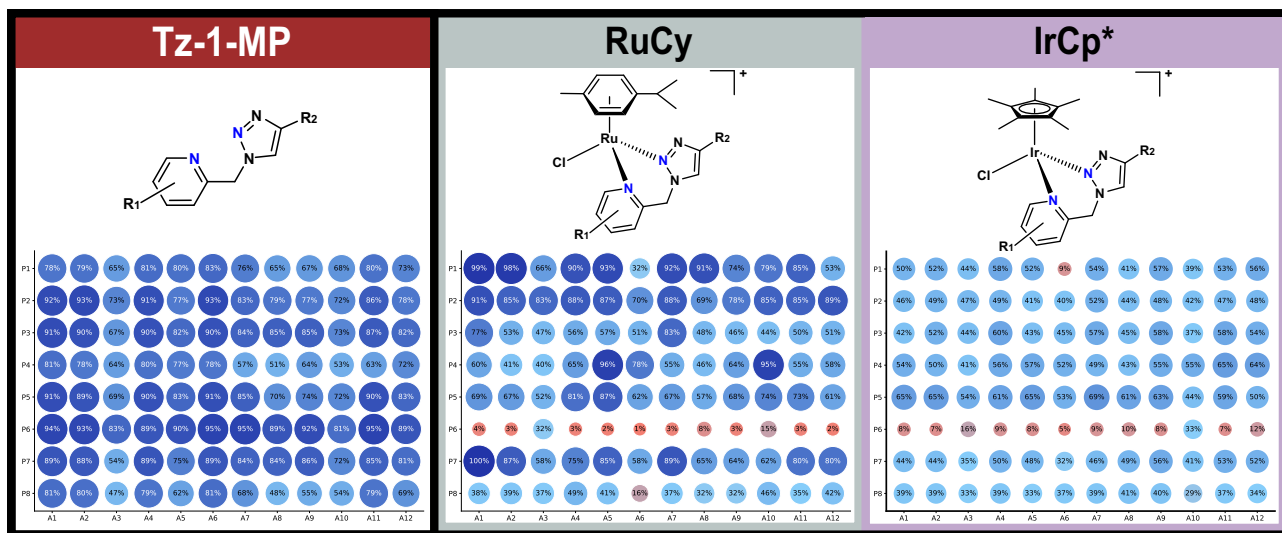 Tz-1-MP
RuCy
IrCp*
N
N
N
N
R2
R1
+
Ru
Cl
N
N
N
N
R2
R1
+
Ir
Cl
N
N
N
N
R2
R1
P1 78% 79% 65% 81% 80% 83% 76% 65% 67% 68% 80% 73%
P2 92% 93% 73% 91% 77% 93% 83% 79% 77% 72% 86% 78%
P3 91% 90% 67% 90% 82% 90% 84% 85% 85% 73% 87% 82%
P4 81% 78% 64% 80% 77% 78% 57% 51% 64% 53% 63% 72%
P5 91% 89% 69% 90% 83% 91% 85% 70% 74% 72% 90% 83%
P6 94% 93% 83% 89% 90% 95% 95% 89% 92% 81% 95% 89%
P7 89% 88% 54% 89% 75% 89% 84% 84% 86% 72% 85% 81%
P8 81% 80% 47% 79% 62% 81% 68% 48% 55% 54% 79% 69%
A1 A2 A3 A4 A5 A6 A7 A8 A9 A10 A11 A12
P1 99% 98% 66% 90% 93% 32% 92% 91% 74% 79% 85% 53%
P2 91% 85% 83% 88% 87% 70% 88% 69% 78% 85% 85% 89%
P3 77% 53% 47% 56% 57% 51% 83% 48% 46% 44% 50% 51%
P4 60% 41% 40% 65% 96% 78% 55% 46% 64% 95% 55% 58%
P5 69% 67% 52% 81% 87% 62% 67% 57% 68% 74% 73% 61%
P6 4% 3% 32% 3% 2% 1% 3% 8% 3% 15% 3% 2%
P7 100% 87% 58% 75% 85% 58% 89% 65% 64% 62% 80% 80%
P8 38% 39% 37% 49% 41% 16% 37% 32% 32% 46% 35% 42%
A1 A2 A3 A4 A5 A6 A7 A8 A9 A10 A11 A12
P1 50% 52% 44% 58% 52% 9% 54% 41% 57% 39% 53% 56%
P2 46% 49% 47% 49% 41% 40% 52% 44% 48% 42% 47% 48%
P3 42% 52% 44% 60% 43% 45% 57% 45% 58% 37% 58% 54%
P4 54% 50% 41% 56% 57% 52% 49% 43% 55% 55% 65% 64%
P5 65% 65% 54% 61% 65% 53% 69% 61% 63% 44% 59% 50%
P6 8% 7% 16% 8% 5% 7% 9% 10% 8% 33% 7% 12%
P7 44% 44% 35% 50% 48% 32% 46% 49% 56% 41% 53% 52%
P8 39% 39% 33% 39% 37% 39% 38% 41% 40% 29% 37% 34%
A1 A2 A3 A4 A5 A6 A7 A8 A9 A10 A11 A12